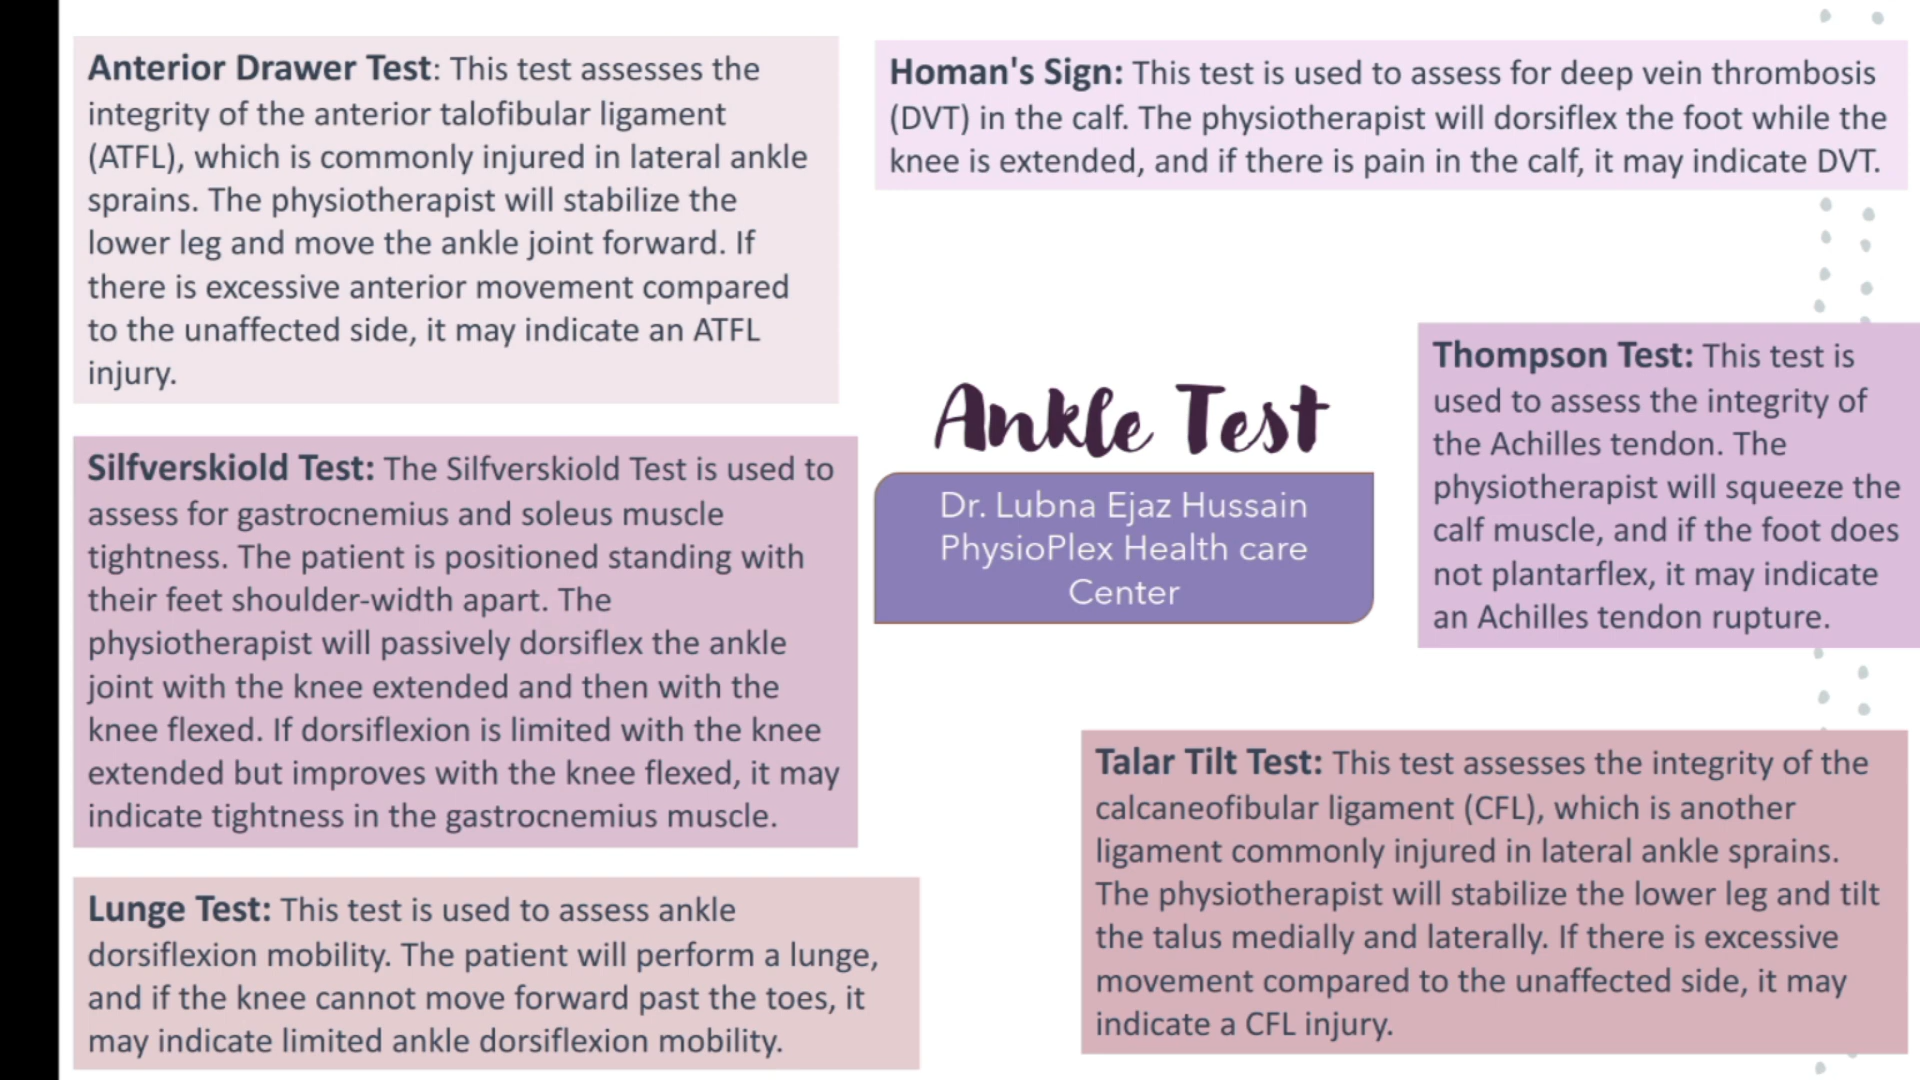 Anterior Drawer Test: This test assesses the
integrity of the anterior talofibular ligament
(ATFL), which is commonly injured in lateral ankle
sprains. The physiotherapist will stabilize the
lower leg and move the ankle joint forward. If
there is excessive anterior movement compared
to the unaffected side, it may indicate an ATFL
injury.
Homan's Sign: This test is used to assess for deep vein thrombosis
(DVT) in the calf. The physiotherapist will dorsiflex the foot while the
knee is extended, and if there is pain in the calf, it may indicate DVT.
Ankle Test
Dr. Lubna Ejaz Hussain
PhysioPlex Health care
Center
Thompson Test: This test is
used to assess the integrity of
the Achilles tendon. The
physiotherapist will squeeze the
calf muscle, and if the foot does
not plantarflex, it may indicate
an Achilles tendon rupture.
Silfverskiold Test: The Silfverskiold Test is used to
assess for gastrocnemius and soleus muscle
tightness. The patient is positioned standing with
their feet shoulder-width apart. The
physiotherapist will passively dorsiflex the ankle
joint with the knee extended and then with the
knee flexed. If dorsiflexion is limited with the knee
extended but improves with the knee flexed, it may
indicate tightness in the gastrocnemius muscle.
Talar Tilt Test: This test assesses the integrity of the
calcaneofibular ligament (CFL), which is another
ligament commonly injured in lateral ankle sprains.
The physiotherapist will stabilize the lower leg and tilt
the talus medially and laterally. If there is excessive
movement compared to the unaffected side, it may
indicate a CFL injury.
Lunge Test: This test is used to assess ankle
dorsiflexion mobility. The patient will perform a lunge,
and if the knee cannot move forward past the toes, it
may indicate limited ankle dorsiflexion mobility.